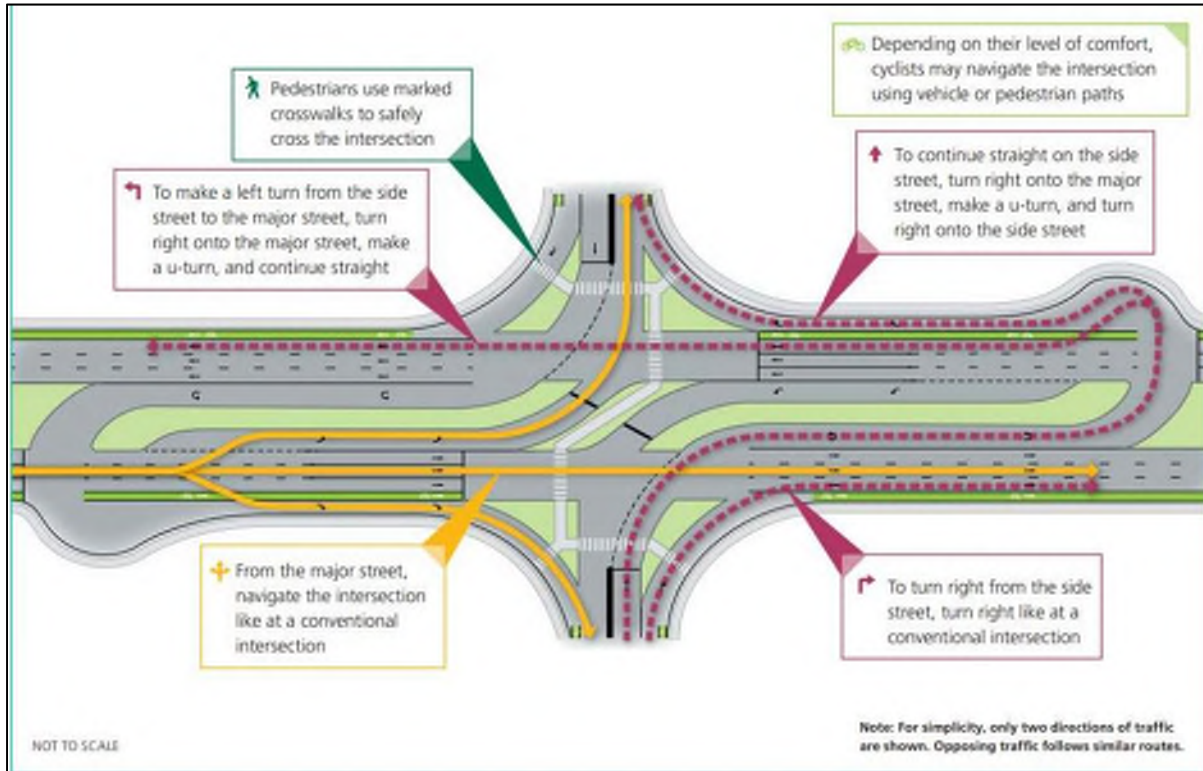 Depending on their level of comfort,
cyclists may navigate the intersection
using vehicle or pedestrian paths
Pedestrians use marked
crosswalks to safely
cross the intersection
To continue straight on the side
street, turn right onto the major
street, make a u-turn, and turn
right onto the side street
To make a left turn from the side
street to the major street, turn
right onto the major street, make
a u-turn, and continue straight
From the major street,
navigate the intersection
like at a conventional
intersection
To turn right from the side
street, turn right like at a
conventional intersection
NOT TO SCALE
Note: For simplicity, only two directions of traffic
are shown. Opposing traffic follows similar routes.